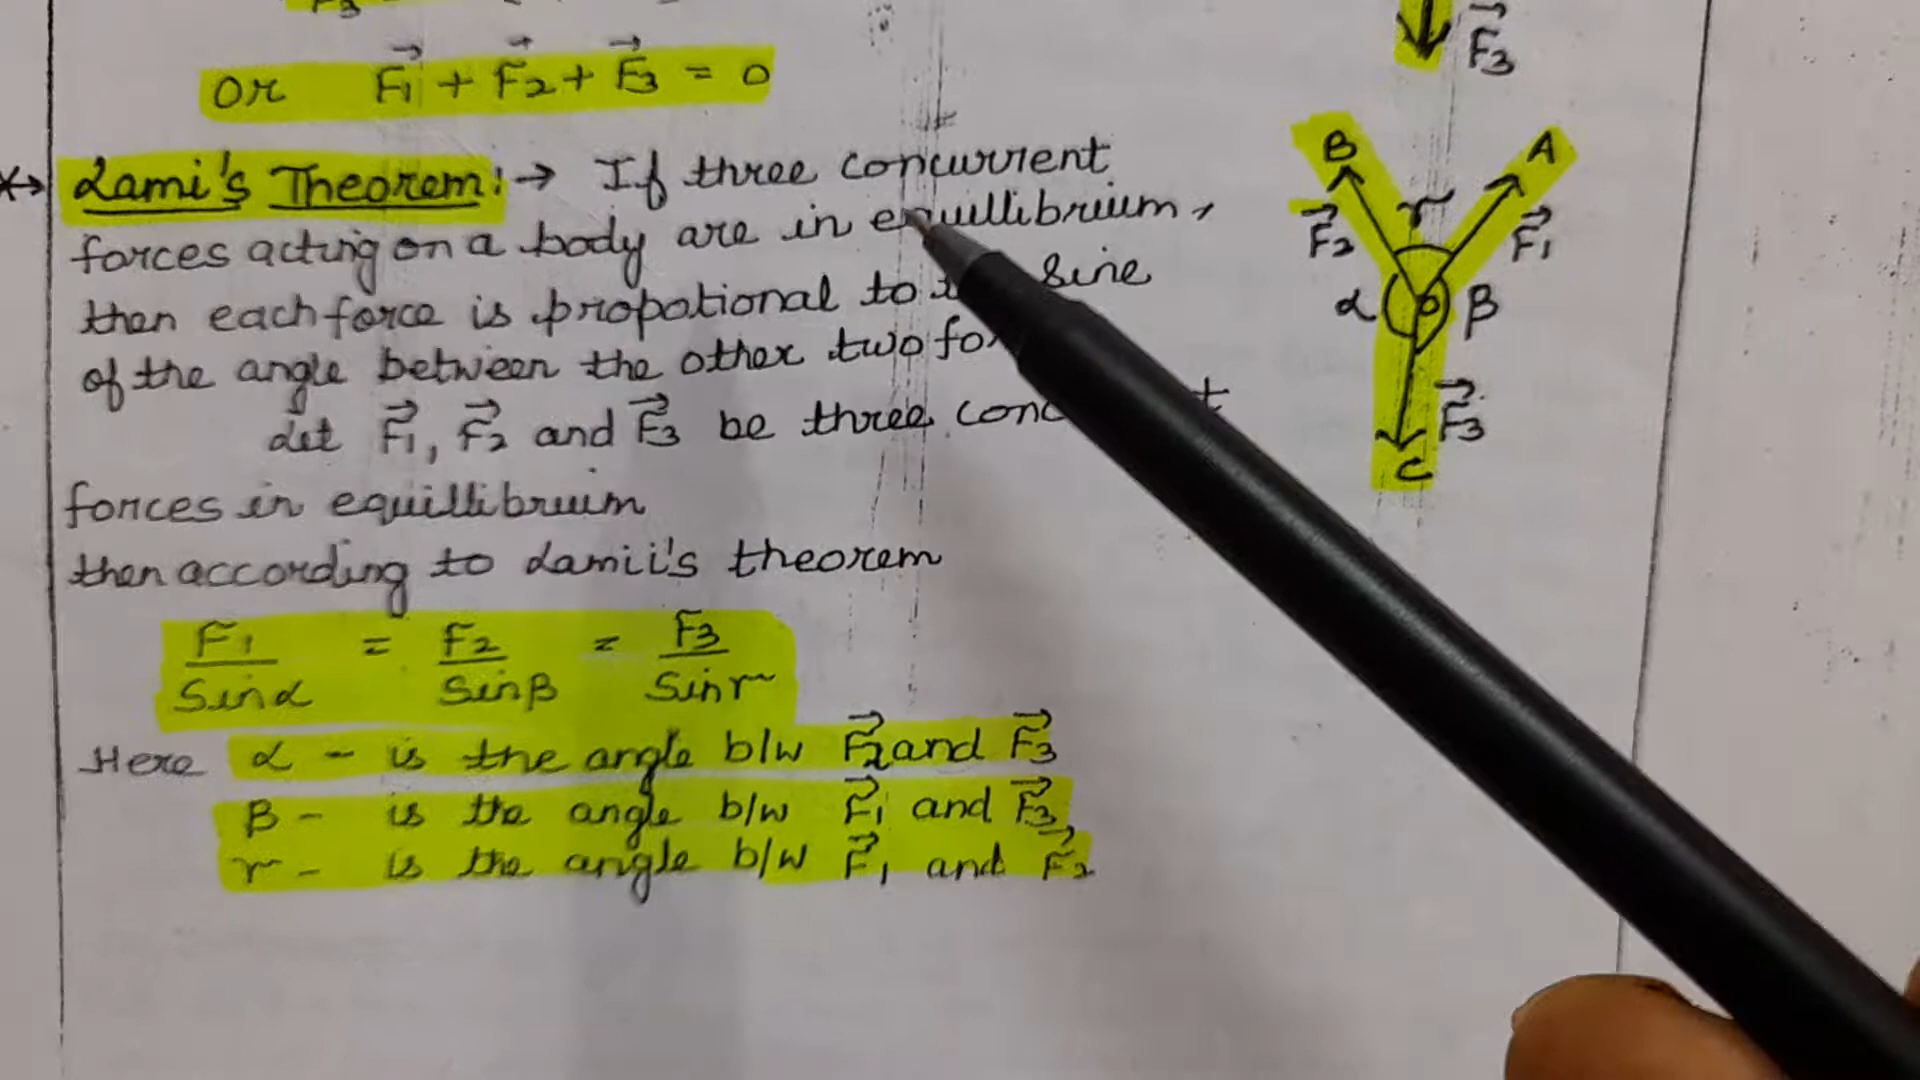 or F₁⃗ + F₂⃗ + F₃⃗ = 0
F₃⃗
*→ Lami's Theorem:→ If three concurrent
forces acting on a body are in equillibrium,
then each force is propotional to sine
of the angle between the other two
Let F₁⃗, F₂⃗ and F₃⃗ be three
forces in equillibrium
then according to Lamii's theorem
F1/Sinα = F2/Sinβ = F3/Sinr
Here α - is the angle b/w F₂⃗ and F₃⃗
β - is the angle b/w F₁⃗ and F₃⃗
r - is the angle b/w F₁⃗ and F₂⃗
B r A
F₂⃗ F₁⃗
α o β
F₃⃗
C